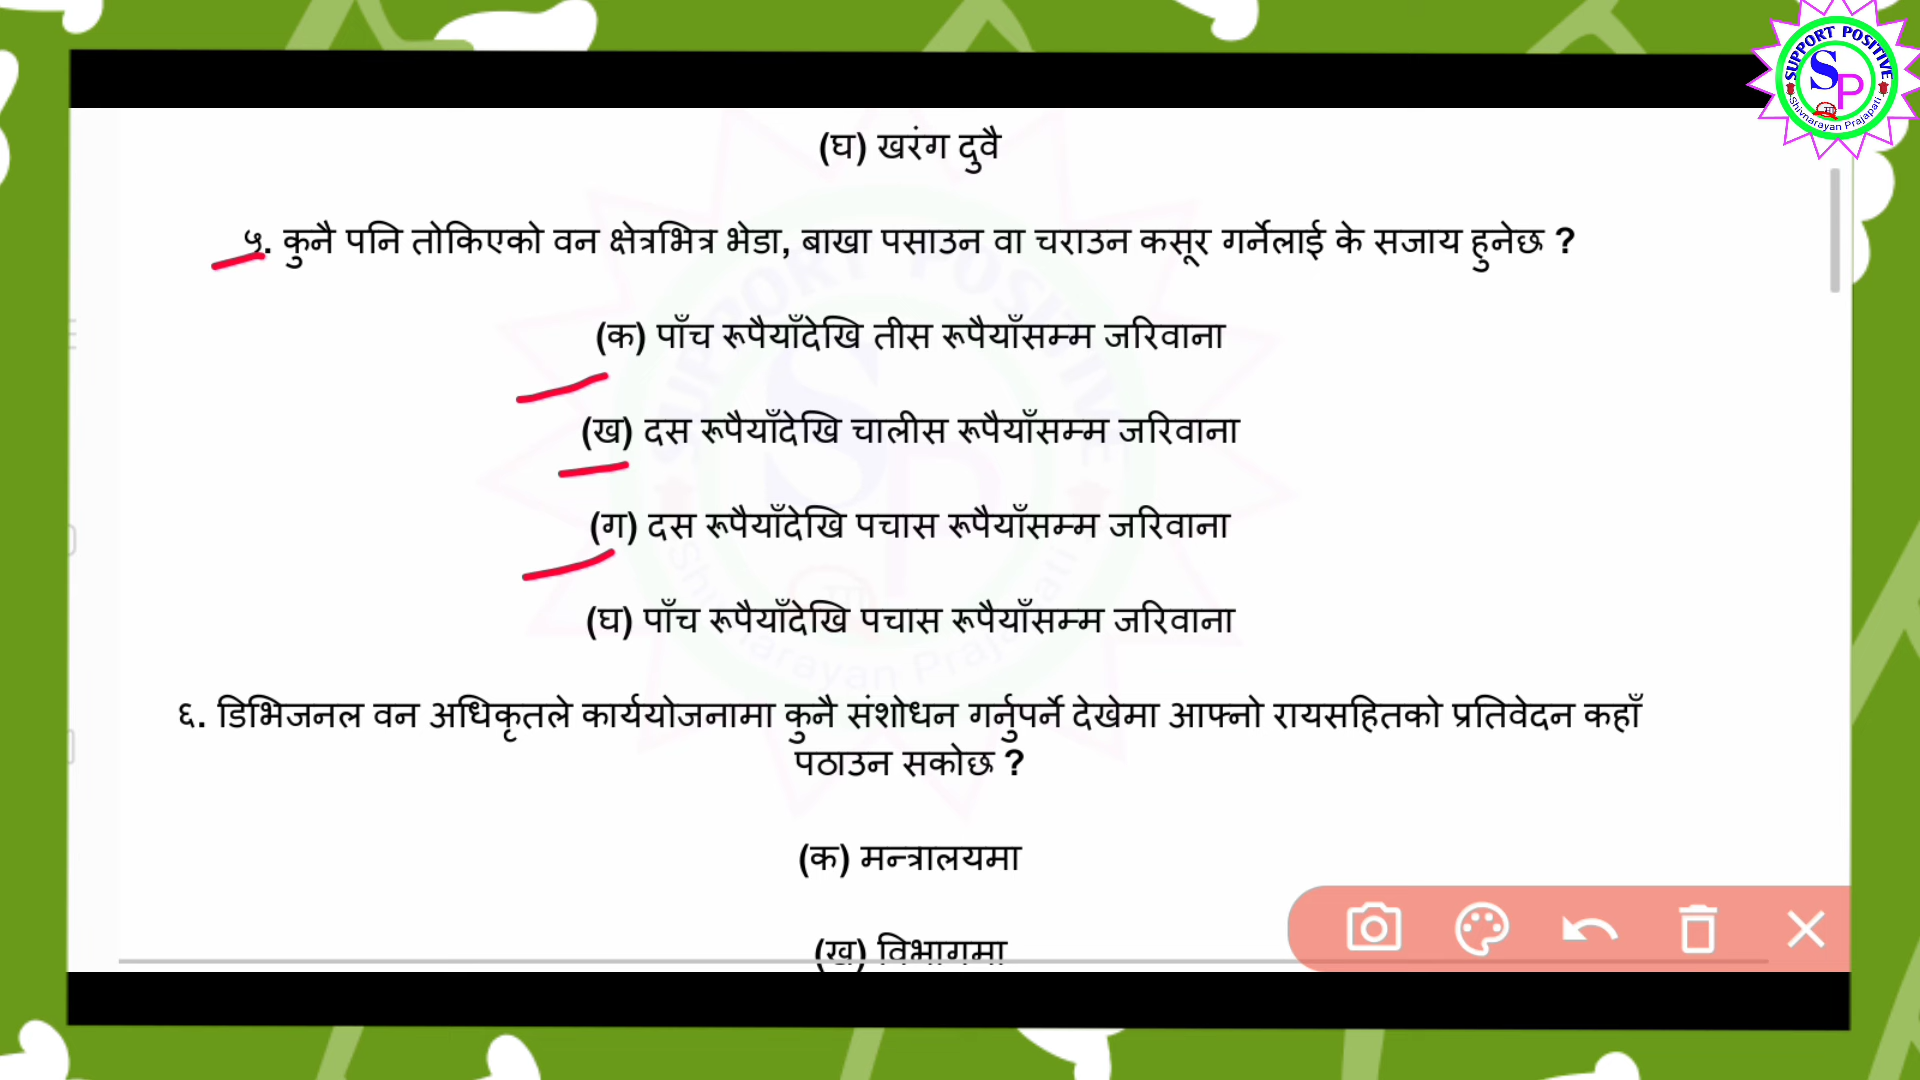 SUPPORT POSITIVE
SP
Shivnarayan Prajapati
(घ) खरंग दुवै
५. कुनै पनि तोकिएको वन क्षेत्रभित्र भेडा, बाखा पसाउन वा चराउन कसूर गर्नेलाई के सजाय हुनेछ ?
(क) पाँच रूपैयाँदेखि तीस रूपैयाँसम्म जरिवाना
(ख) दस रूपैयाँदेखि चालीस रूपैयाँसम्म जरिवाना
(ग) दस रूपैयाँदेखि पचास रूपैयाँसम्म जरिवाना
(घ) पाँच रूपैयाँदेखि पचास रूपैयाँसम्म जरिवाना
६. डिभिजनल वन अधिकृतले कार्ययोजनामा कुनै संशोधन गर्नुपर्ने देखेमा आफ्नो रायसहितको प्रतिवेदन कहाँ
पठाउन सकोछ ?
(क) मन्त्रालयमा
(ख) विभागमा